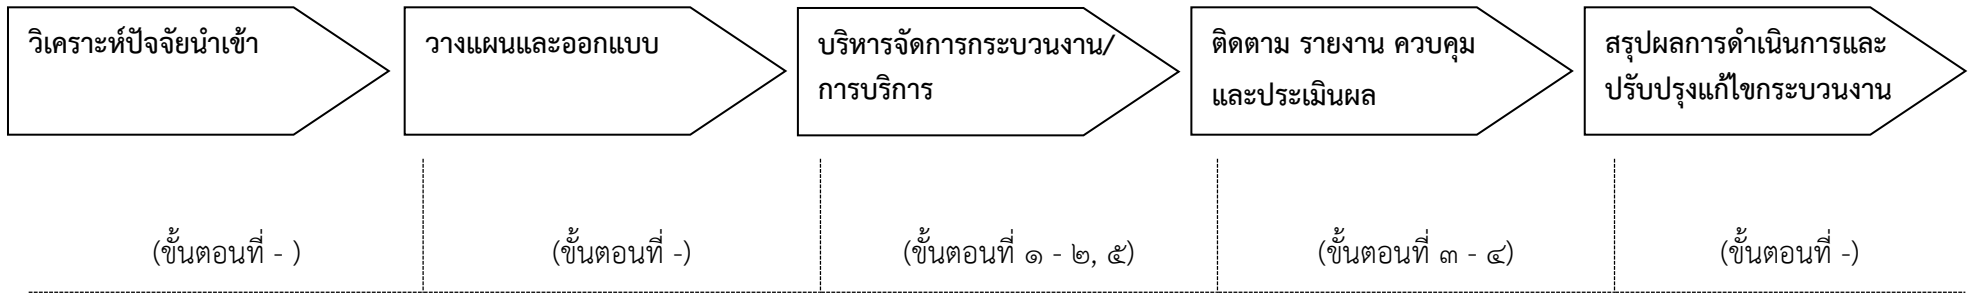 วิเคราะห์ปัจจัยนำเข้า
วางแผนและออกแบบ
บริหารจัดการกระบวนงาน/
การบริการ
ติดตาม รายงาน ควบคุม
และประเมินผล
สรุปผลการดำเนินการและ
ปรับปรุงแก้ไขกระบวนงาน
(ขั้นตอนที่ - )
(ขั้นตอนที่ -)
(ขั้นตอนที่ ๑ - ๒, ๕)
(ขั้นตอนที่ ๓ - ๔)
(ขั้นตอนที่ -)